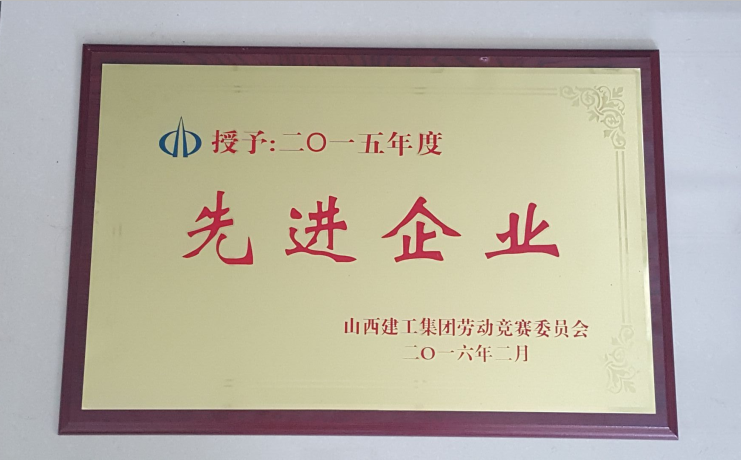 授予:二〇一五年度
先进企业
山西建工集团劳动竞赛委员会
二〇一六年二月